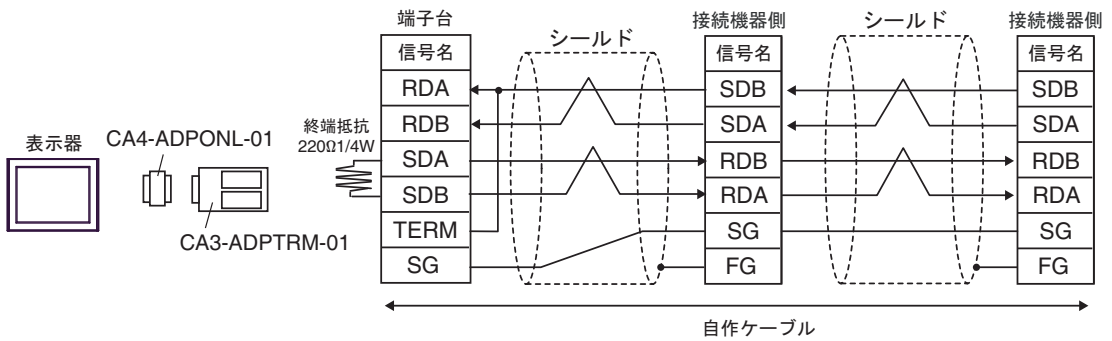 表示器
CA4-ADPONL-01
CA3-ADPTRM-01
終端抵抗
220Ω1/4W
端子台
信号名
RDA
RDB
SDA
SDB
TERM
SG
シールド
接続機器側
信号名
SDB
SDA
RDB
RDA
SG
FG
シールド
接続機器側
信号名
SDB
SDA
RDB
RDA
SG
FG
自作ケーブル